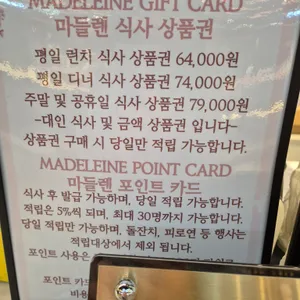 MADELEINE GIFT CARD
마들렌 식사 상품권
평일 런치 식사 상품권 64,000원
평일 디너 식사 상품권 74,000원
주말 및 공휴일 식사 상품권 79,000원
-대인 식사 및 금액 상품권 입니다-
상품권 구매 시 당일만 적립 가능합니다.
MADELEINE POINT CARD
마들렌 포인트 카드
식사 후 발급 가능하며, 당일 적립 가능합니다.
적립은 5%씩 되며, 최대 30명까지 가능합니다.
당일 적립만 가능하며, 돌잔치, 피로연 등 행사는
적립대상에서 제외 됩니다.
포인트 사용은
포인트 카드
비용